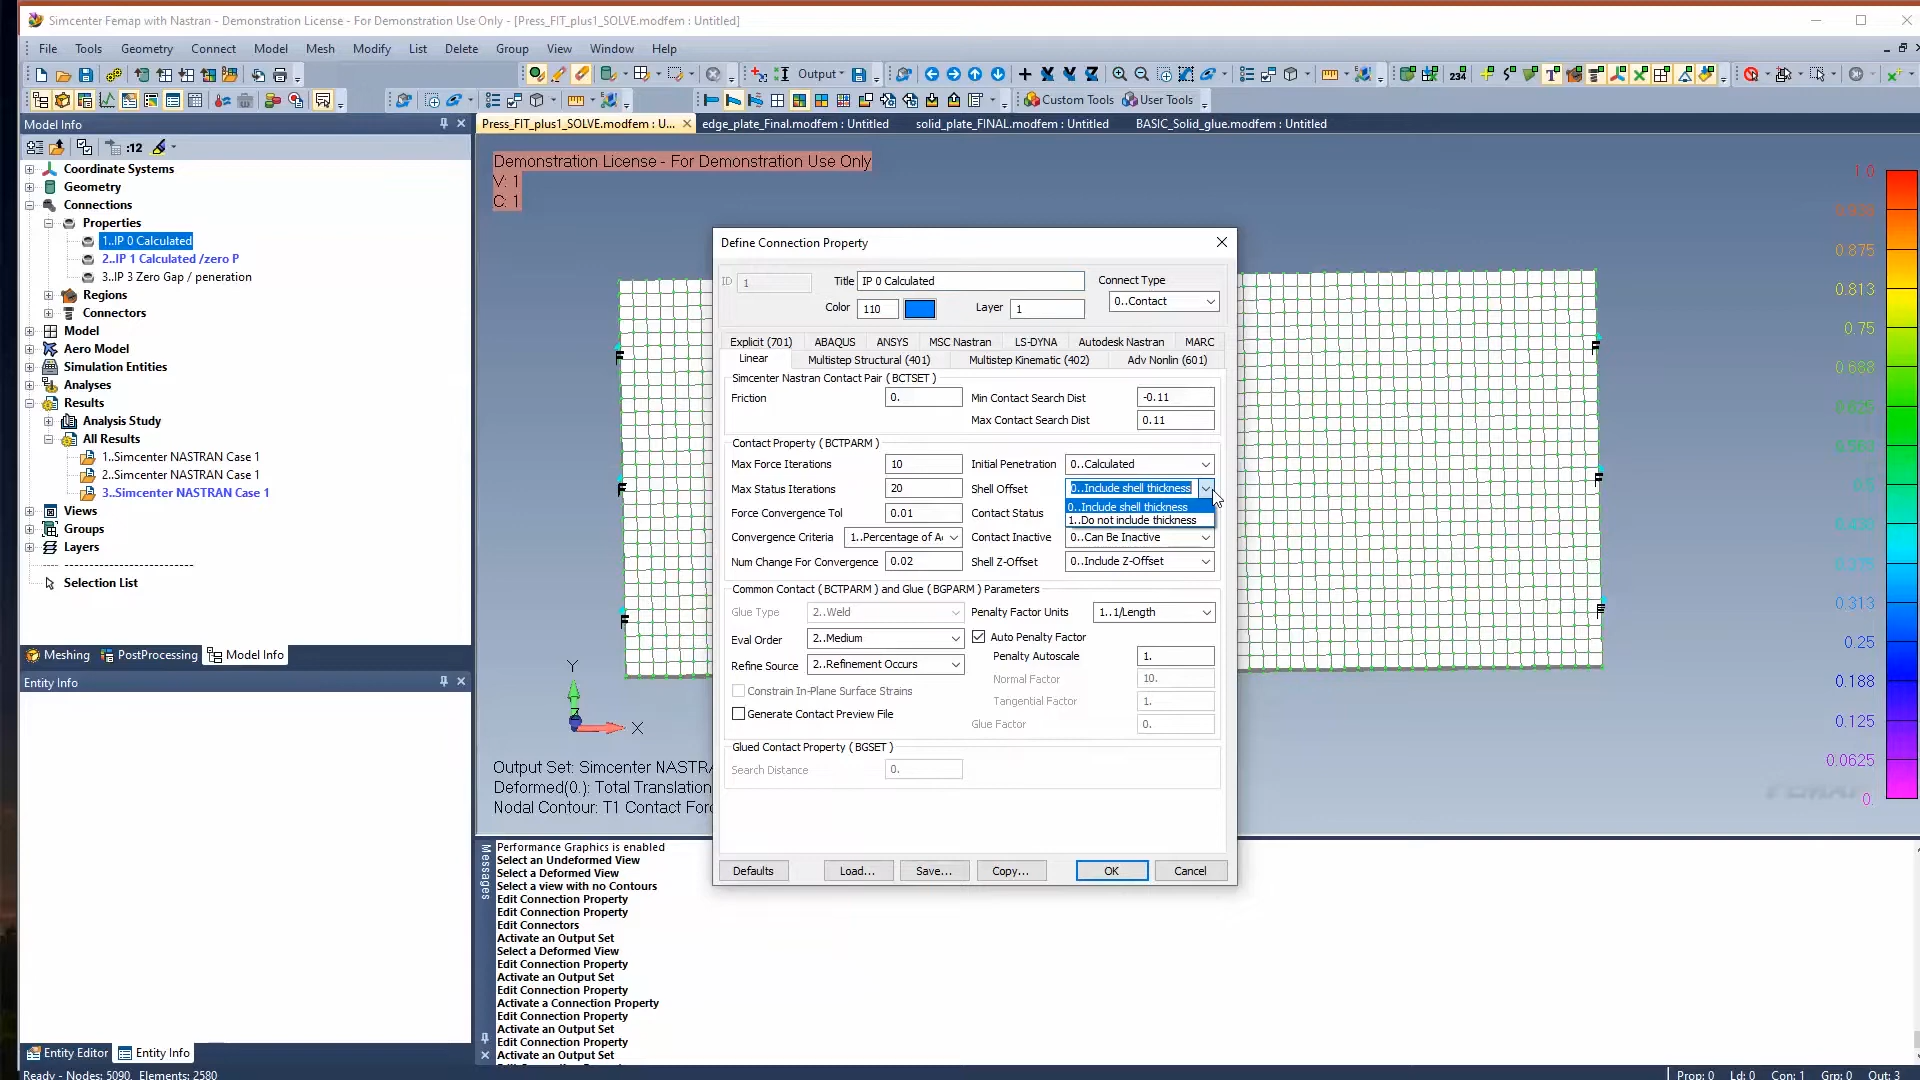 Simcenter Femap with Nastran - Demonstration License - For Demonstration Use Only - [Press_FIT_plus1_SOLVE.modfem : Untitled]
File Tools Geometry Connect Model Mesh Modify List Delete Group View Window Help
Output
234
Custom Tools User Tools
Model Info
Press_FIT_plus1_SOLVE.modfem : U... edge_plate_Final.modfem : Untitled solid_plate_FINAL.modfem : Untitled BASIC_Solid_glue.modfem : Untitled
:12
Coordinate Systems
Geometry
Connections
Properties
1..IP 0 Calculated
2..IP 1 Calculated /zero P
3..IP 3 Zero Gap / peneration
Regions
Connectors
Model
Aero Model
Simulation Entities
Analyses
Results
Analysis Study
All Results
1..Simcenter NASTRAN Case 1
2..Simcenter NASTRAN Case 1
3..Simcenter NASTRAN Case 1
Views
Groups
Layers
Selection List
Meshing PostProcessing Model Info
Entity Info
Entity Editor Entity Info
Demonstration License - For Demonstration Use Only
V: 1
C: 1
F
F
F
F
F
F
Y
Z
X
Output Set: Simcenter NASTRA
Deformed(0.): Total Translation
Nodal Contour: T1 Contact For
1.0
0.938
0.875
0.813
0.75
0.688
0.625
0.563
0.5
0.438
0.375
0.313
0.25
0.188
0.125
0.0625
0.
FEMAP
Define Connection Property
ID 1 Title IP 0 Calculated Connect Type
Color 110 Layer 1 0..Contact
Explicit (701) ABAQUS ANSYS MSC Nastran LS-DYNA Autodesk Nastran MARC
Linear Multistep Structural (401) Multistep Kinematic (402) Adv Nonlin (601)
Simcenter Nastran Contact Pair ( BCTSET )
Friction 0. Min Contact Search Dist -0.11
Max Contact Search Dist 0.11
Contact Property ( BCTPARM )
Max Force Iterations 10 Initial Penetration 0..Calculated
Max Status Iterations 20 Shell Offset 0..Include shell thickness
0..Include shell thickness
Force Convergence Tol 0.01 Contact Status 1..Do not include thickness
Convergence Criteria 1..Percentage of Ac Contact Inactive 0..Can Be Inactive
Num Change For Convergence 0.02 Shell Z-Offset 0..Include Z-Offset
Common Contact ( BCTPARM ) and Glue ( BGPARM ) Parameters
Glue Type 2..Weld Penalty Factor Units 1..1/Length
Eval Order 2..Medium Auto Penalty Factor
Refine Source 2..Refinement Occurs Penalty Autoscale 1.
Constrain In-Plane Surface Strains Normal Factor 10.
Generate Contact Preview File Tangential Factor 1.
Glue Factor 0.
Glued Contact Property ( BGSET )
Search Distance 0.
Defaults Load... Save... Copy... OK Cancel
Messages
Performance Graphics is enabled
Select an Undeformed View
Select a Deformed View
Select a view with no Contours
Edit Connection Property
Edit Connection Property
Edit Connectors
Activate an Output Set
Select a Deformed View
Edit Connection Property
Activate an Output Set
Edit Connection Property
Activate a Connection Property
Edit Connection Property
Activate an Output Set
Edit Connection Property
Activate an Output Set
Ready - Nodes: 5090, Elements: 2580
Prop: 0 Ld: 0 Con: 1 Grp: 0 Out: 3